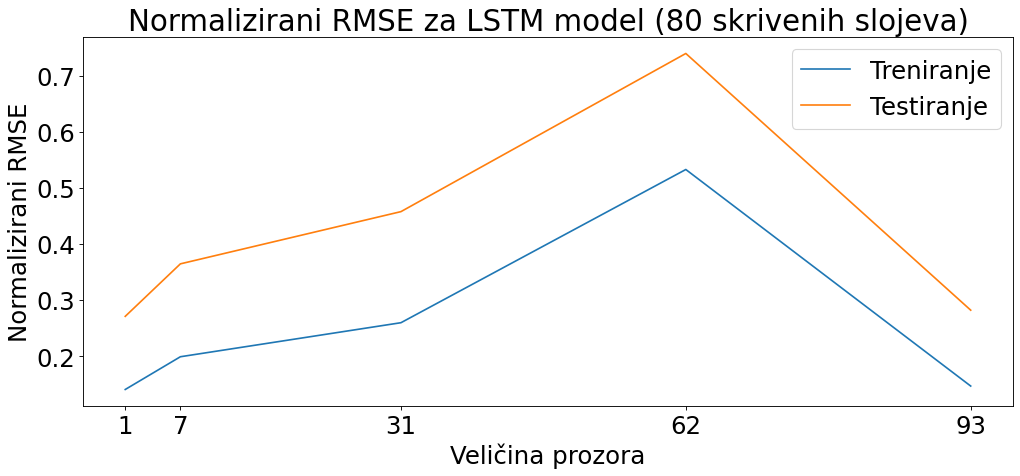 Normalizirani RMSE za LSTM model (80 skrivenih slojeva)
Treniranje
Testiranje
Normalizirani RMSE
0.7
0.6
0.5
0.4
0.3
0.2
1 7 31 62 93
Veličina prozora